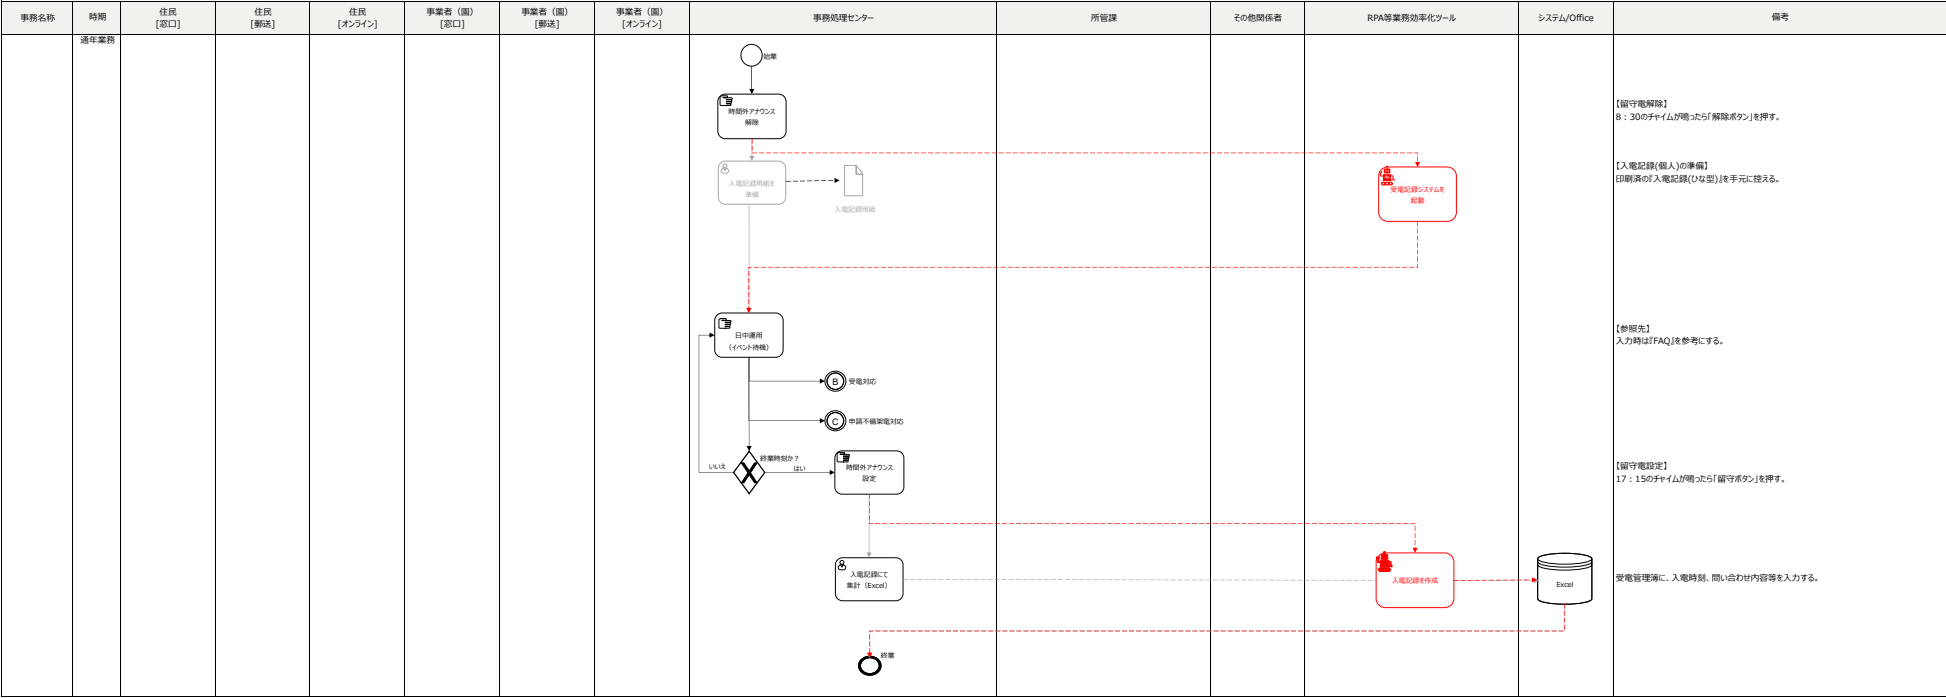 事務名称
時期
住民
[窓口]
住民
[郵送]
住民
[オンライン]
事業者（園）
[窓口]
事業者（園）
[郵送]
事業者（園）
[オンライン]
事務処理センター
所管課
その他関係者
RPA等業務効率化ツール
システム/Office
備考
通年業務
始業
時間外アナウンス
解除
【留守電解除】
8：30のチャイムが鳴ったら「解除ボタン」を押す。
入電記録用紙を
準備
入電記録用紙
受電記録システムを
起動
【入電記録(個人)の準備】
印刷済の『入電記録(ひな型)』を手元に控える。
日中運用
（イベント待機）
【参照先】
入力時は『FAQ』を参考にする。
B
受電対応
C
申請不備架電対応
終業時刻か？
いいえ
はい
時間外アナウンス
設定
【留守電設定】
17：15のチャイムが鳴ったら「留守ボタン」を押す。
入電記録にて
集計（Excel）
入電記録を作成
Excel
受電管理簿に、入電時刻、問い合わせ内容等を入力する。
終業